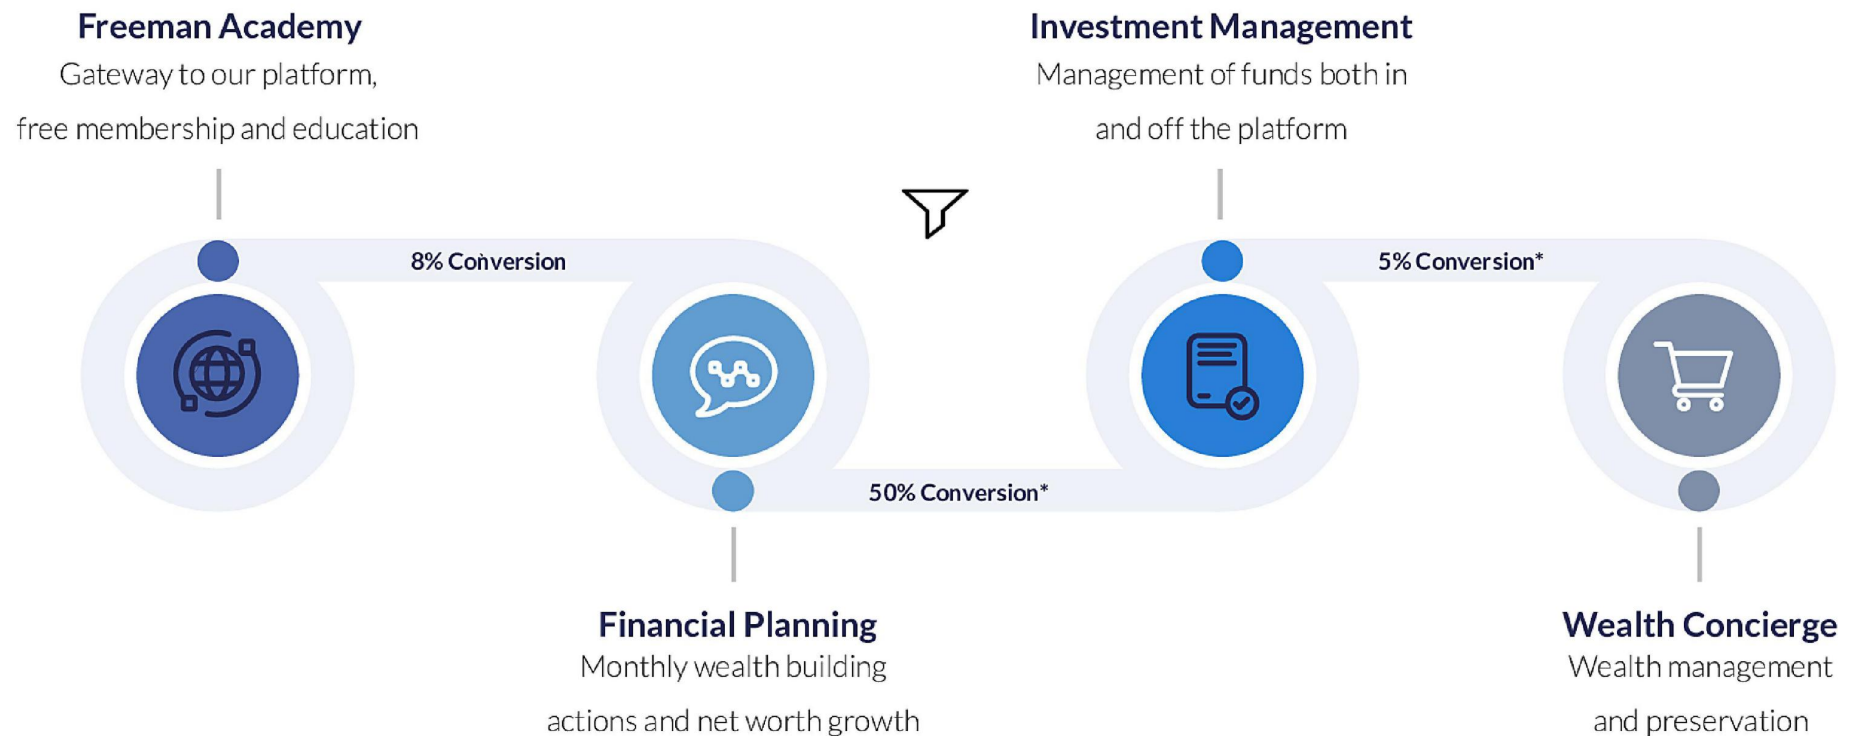 Freeman Academy
Gateway to our platform,
free membership and education
Investment Management
Management of funds both in
and off the platform
8% Conversion
5% Conversion*
50% Conversion*
Financial Planning
Monthly wealth building
actions and net worth growth
Wealth Concierge
Wealth management
and preservation